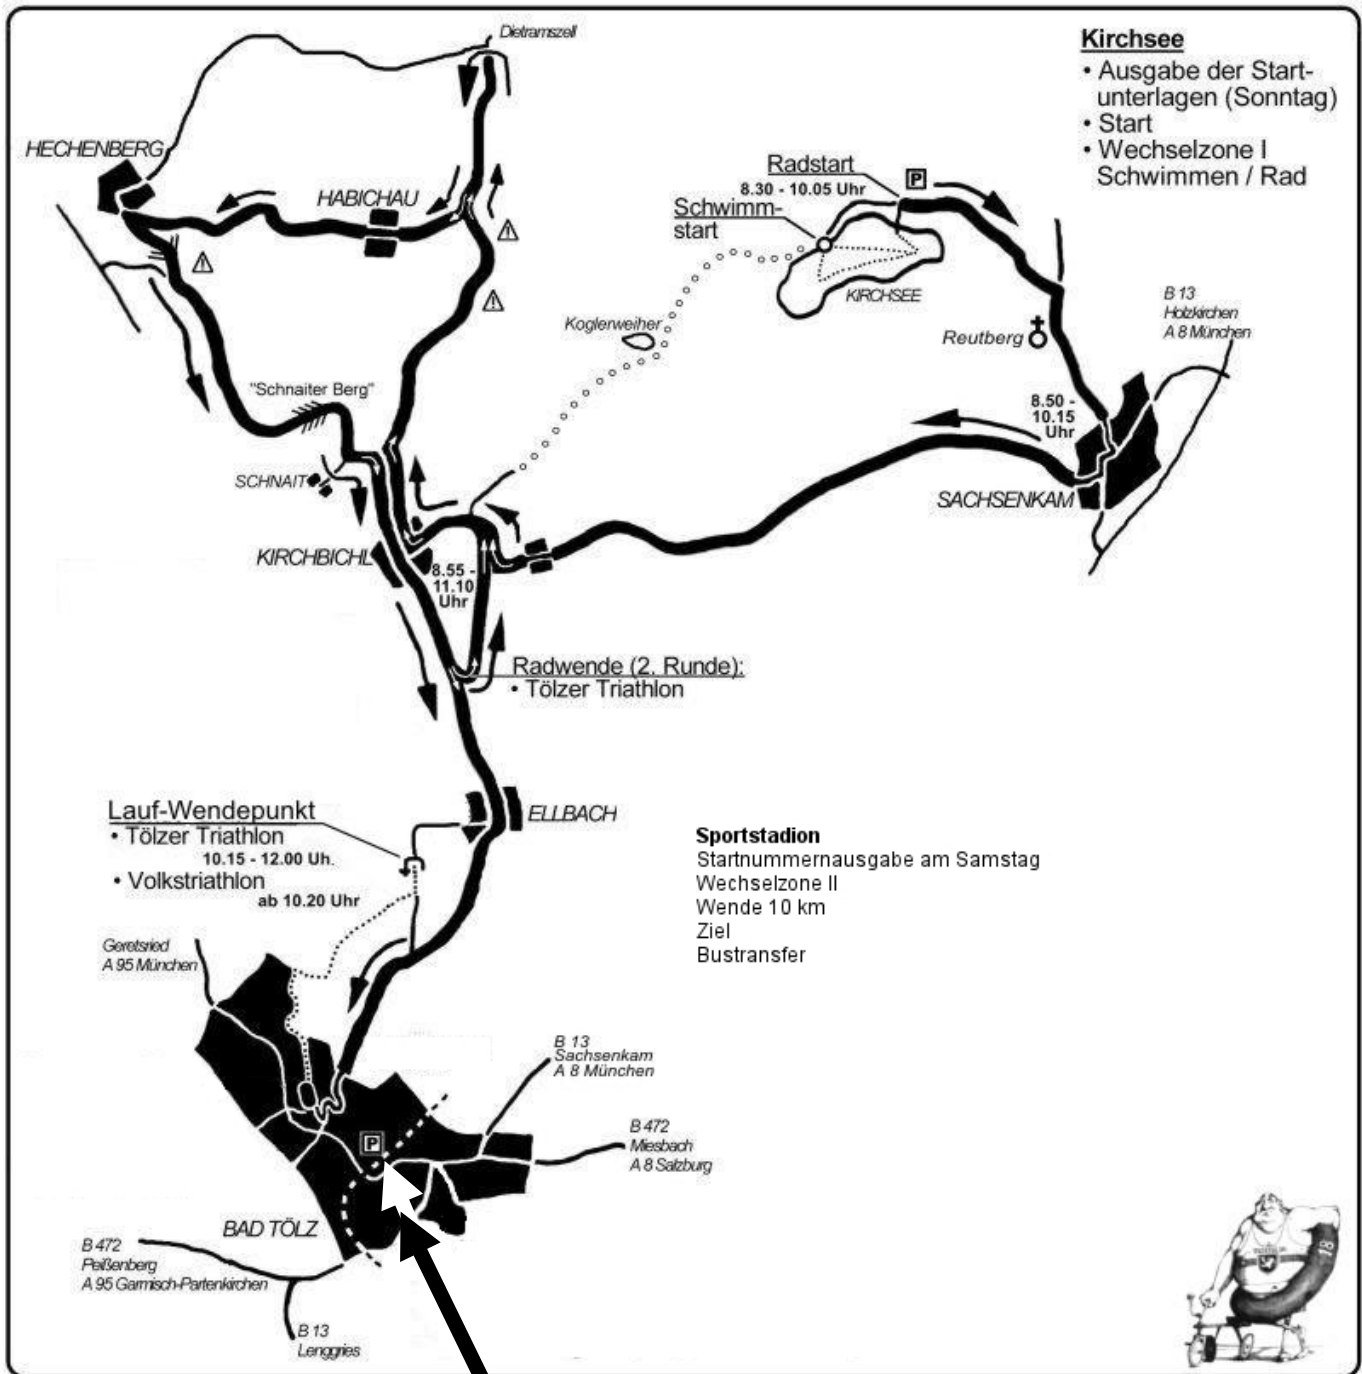 Dietramszell
Kirchsee
• Ausgabe der Start-
unterlagen (Sonntag)
• Start
• Wechselzone I
Schwimmen / Rad
HECHENBERG
HABICHAU
Radstart
P
8.30 - 10.05 Uhr
Schwimm-
start
KIRCHSEE
B 13
Holzkirchen
A 8 München
Koglerweiher
Reutberg
"Schnaiter Berg"
8.50 -
10.15
Uhr
SCHNAIT
SACHSENKAM
KIRCHBICHL
8.55 -
11.10
Uhr
Radwende (2. Runde):
• Tölzer Triathlon
Lauf-Wendepunkt
• Tölzer Triathlon
10.15 - 12.00 Uh.
• Volkstriathlon
ab 10.20 Uhr
ELLBACH
Sportstadion
Startnummernausgabe am Samstag
Wechselzone II
Wende 10 km
Ziel
Bustransfer
Geretsried
A 95 München
B 13
Sachsenkam
A 8 München
B 472
Miesbach
A 8 Salzburg
P
BAD TÖLZ
B 472
Peißenberg
A 95 Garmisch-Partenkirchen
B 13
Lenggries
18